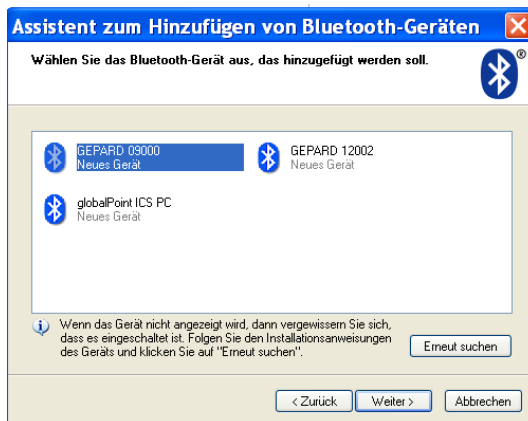 Assistent zum Hinzufügen von Bluetooth-Geräten
Wählen Sie das Bluetooth-Gerät aus, das hinzugefügt werden soll.
®
GEPARD 09000
Neues Gerät
GEPARD 12002
Neues Gerät
globalPoint ICS PC
Neues Gerät
Wenn das Gerät nicht angezeigt wird, dann vergewissern Sie sich,
dass es eingeschaltet ist. Folgen Sie den Installationsanweisungen
des Geräts und klicken Sie auf "Erneut suchen".
Erneut suchen
< Zurück
Weiter >
Abbrechen